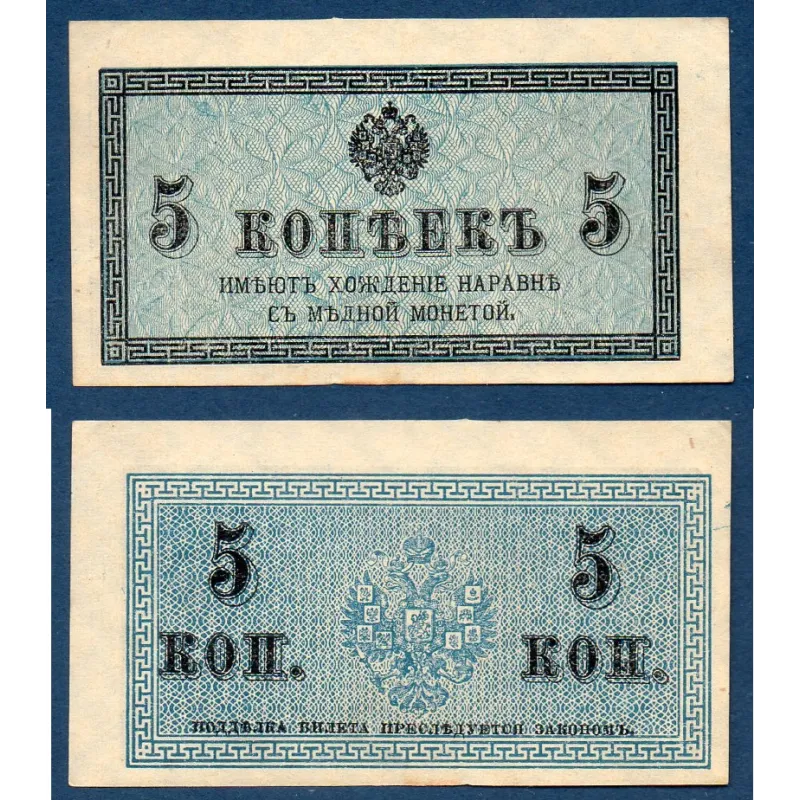 5 КОПѢЕКЪ 5
ИМѢЮТЪ ХОЖДЕНІЕ НАРАВНѢ
СЪ МѢДНОЙ МОНЕТОЙ.
5 5
КОП. КОП.
ПОДДѢЛКА БИЛЕТА ПРЕСЛѢДУЕТСЯ ЗАКОНОМЪ.